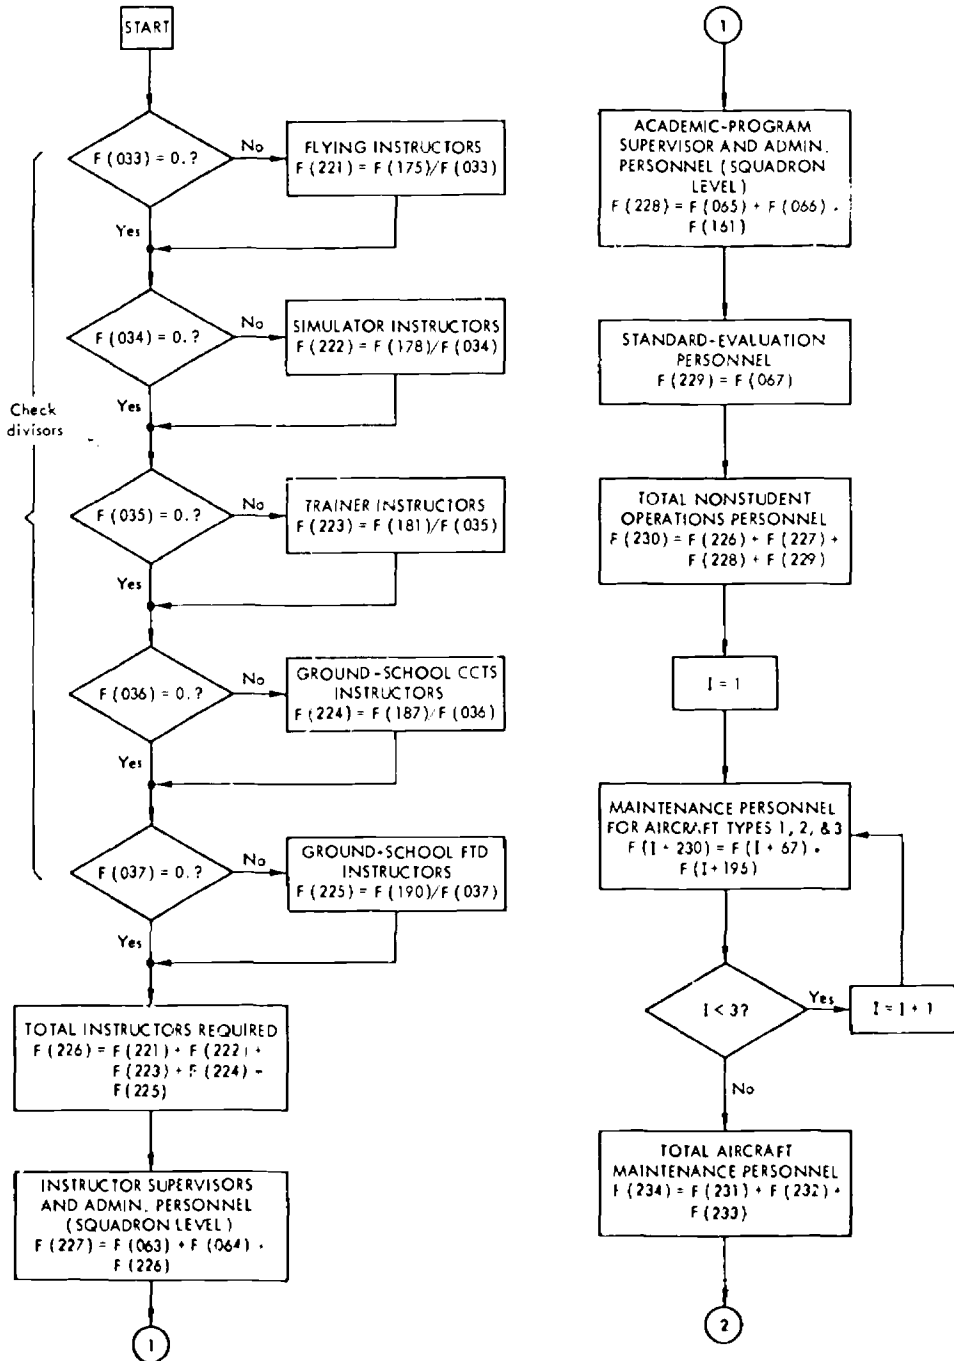 START
F (033) = 0. ?
No
FLYING INSTRUCTORS
F (221) = F (175)/F (033)
Yes
F (034) = 0. ?
No
SIMULATOR INSTRUCTORS
F (222) = F (178)/F (034)
Yes
Check
divisors
F (035) = 0. ?
No
TRAINER INSTRUCTORS
F (223) = F (181)/F (035)
Yes
F (036) = 0. ?
No
GROUND-SCHOOL CCTS
INSTRUCTORS
F (224) = F (187)/F (036)
Yes
F (037) = 0. ?
No
GROUND-SCHOOL FTD
INSTRUCTORS
F (225) = F (190)/F (037)
Yes
TOTAL INSTRUCTORS REQUIRED
F (226) = F (221) + F (222) +
F (223) + F (224) +
F (225)
INSTRUCTOR SUPERVISORS
AND ADMIN. PERSONNEL
(SQUADRON LEVEL)
F (227) = F (063) + F (064) ·
F (226)
1
1
ACADEMIC-PROGRAM
SUPERVISOR AND ADMIN.
PERSONNEL (SQUADRON
LEVEL)
F (228) = F (065) + F (066) ·
F (161)
STANDARD-EVALUATION
PERSONNEL
F (229) = F (067)
TOTAL NONSTUDENT
OPERATIONS PERSONNEL
F (230) = F (226) + F (227) +
F (228) + F (229)
I = 1
MAINTENANCE PERSONNEL
FOR AIRCRAFT TYPES 1, 2, & 3
F (I + 230) = F (I + 67) ·
F (I + 195)
I < 3?
Yes
I = I + 1
No
TOTAL AIRCRAFT
MAINTENANCE PERSONNEL
F (234) = F (231) + F (232) +
F (233)
2